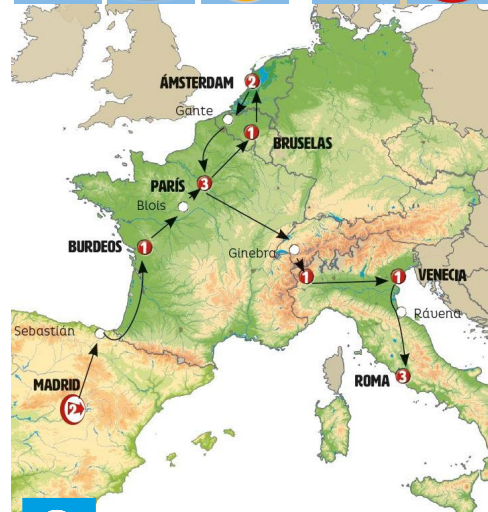 ÁMSTERDAM
2
Gante
1
BRUSELAS
PARÍS
3
Blois
BURDEOS
1
Ginebra
1
1
VENECIA
Rávena
Sebastián
MADRID
2
ROMA
3